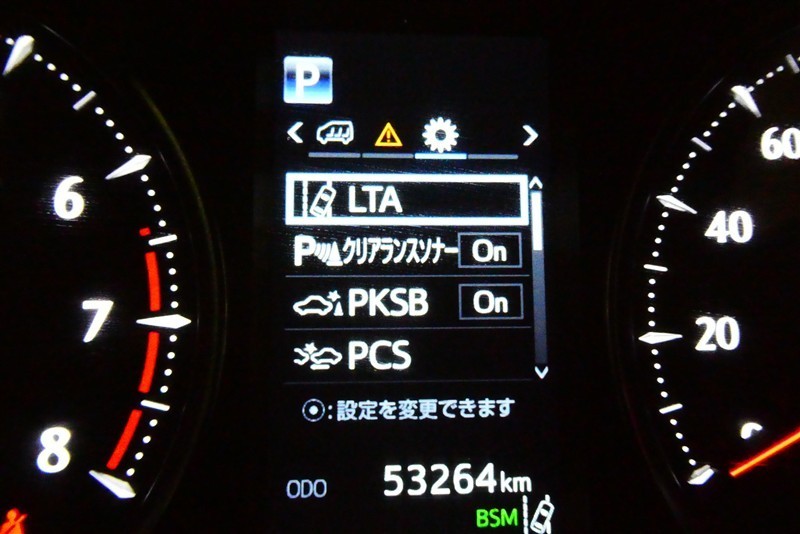 P
LTA
クリアランスソナー On
PKSB On
PCS
:設定を変更できます
ODO 53264km
BSM
6
7
8
60
40
20